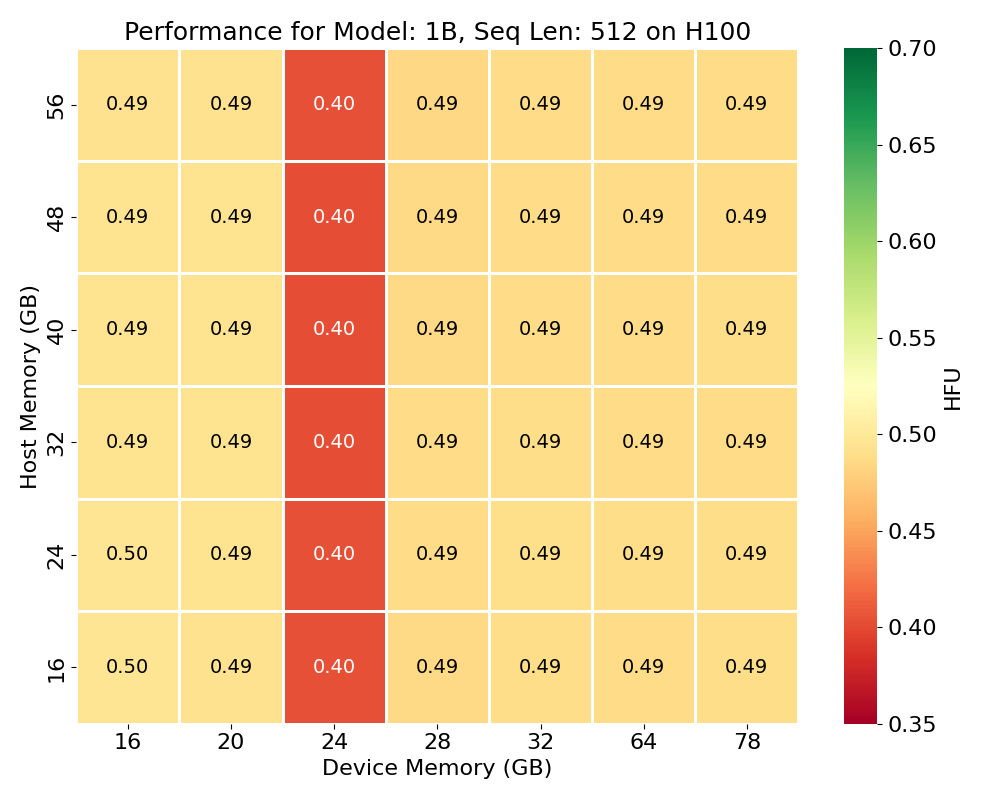 Performance for Model: 1B, Seq Len: 512 on H100
56 0.49 0.49 0.40 0.49 0.49 0.49 0.49
48 0.49 0.49 0.40 0.49 0.49 0.49 0.49
40 0.49 0.49 0.40 0.49 0.49 0.49 0.49
32 0.49 0.49 0.40 0.49 0.49 0.49 0.49
24 0.50 0.49 0.40 0.49 0.49 0.49 0.49
16 0.50 0.49 0.40 0.49 0.49 0.49 0.49
Host Memory (GB)
16 20 24 28 32 64 78
Device Memory (GB)
0.70
0.65
0.60
0.55
0.50
0.45
0.40
0.35
HFU